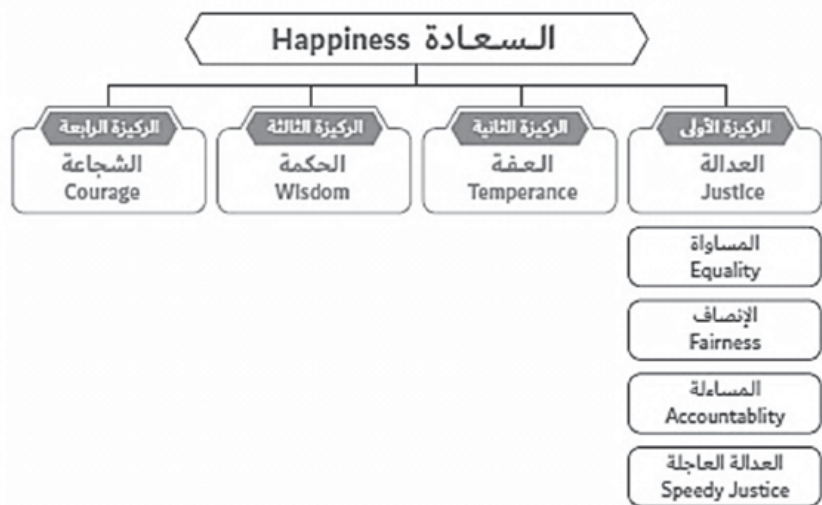 السعادة Happiness
الركيزة الأولى
العدالة
Justice
الركيزة الثانية
العفة
Temperance
الركيزة الثالثة
الحكمة
Wisdom
الركيزة الرابعة
الشجاعة
Courage
المساواة
Equality
الإنصاف
Fairness
المساءلة
Accountablity
العدالة العاجلة
Speedy Justice